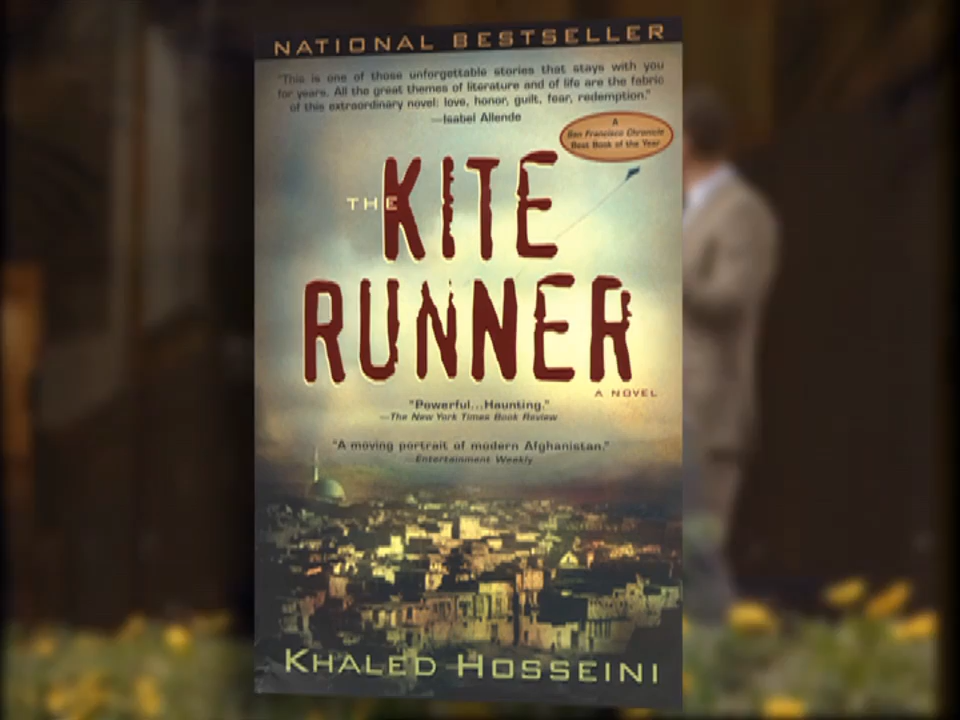 NATIONAL BESTSELLER
"This is one of those unforgettable stories that stays with you
for years. All the great themes of literature and of life are the fabric
of this extraordinary novel: love, honor, guilt, fear, redemption."
—Isabel Allende
A
San Francisco Chronicle
Best Book of the Year
THE KITE
RUNNER
A NOVEL
"Powerful...Haunting."
—The New York Times Book Review
"A moving portrait of modern Afghanistan."
—Entertainment Weekly
KHALED HOSSEINI